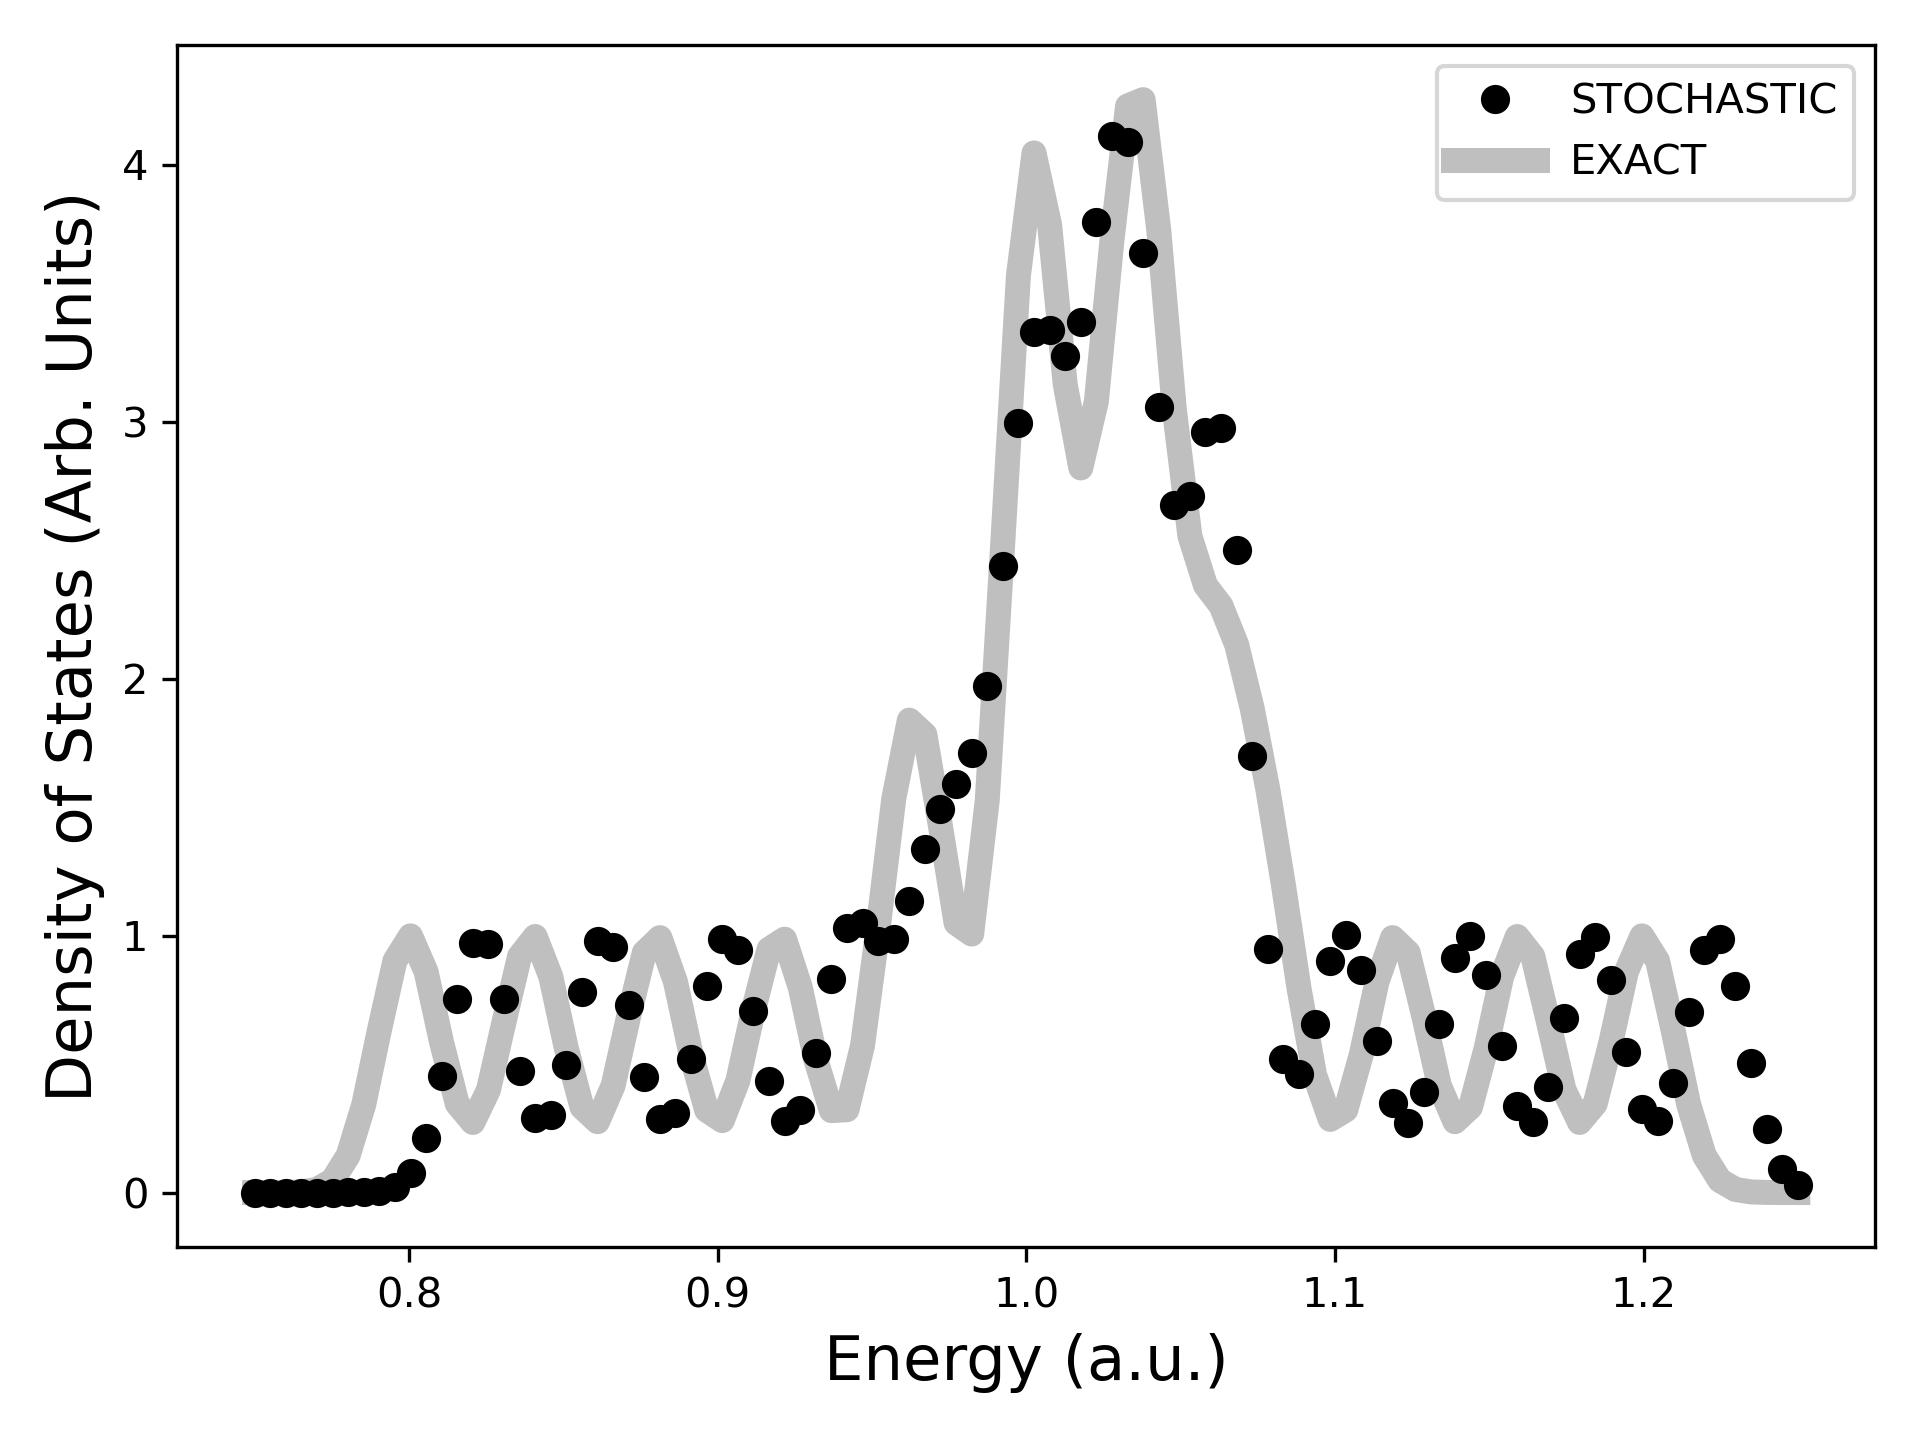 STOCHASTIC
EXACT
Density of States (Arb. Units)
4
3
2
1
0
0.8 0.9 1.0 1.1 1.2
Energy (a.u.)